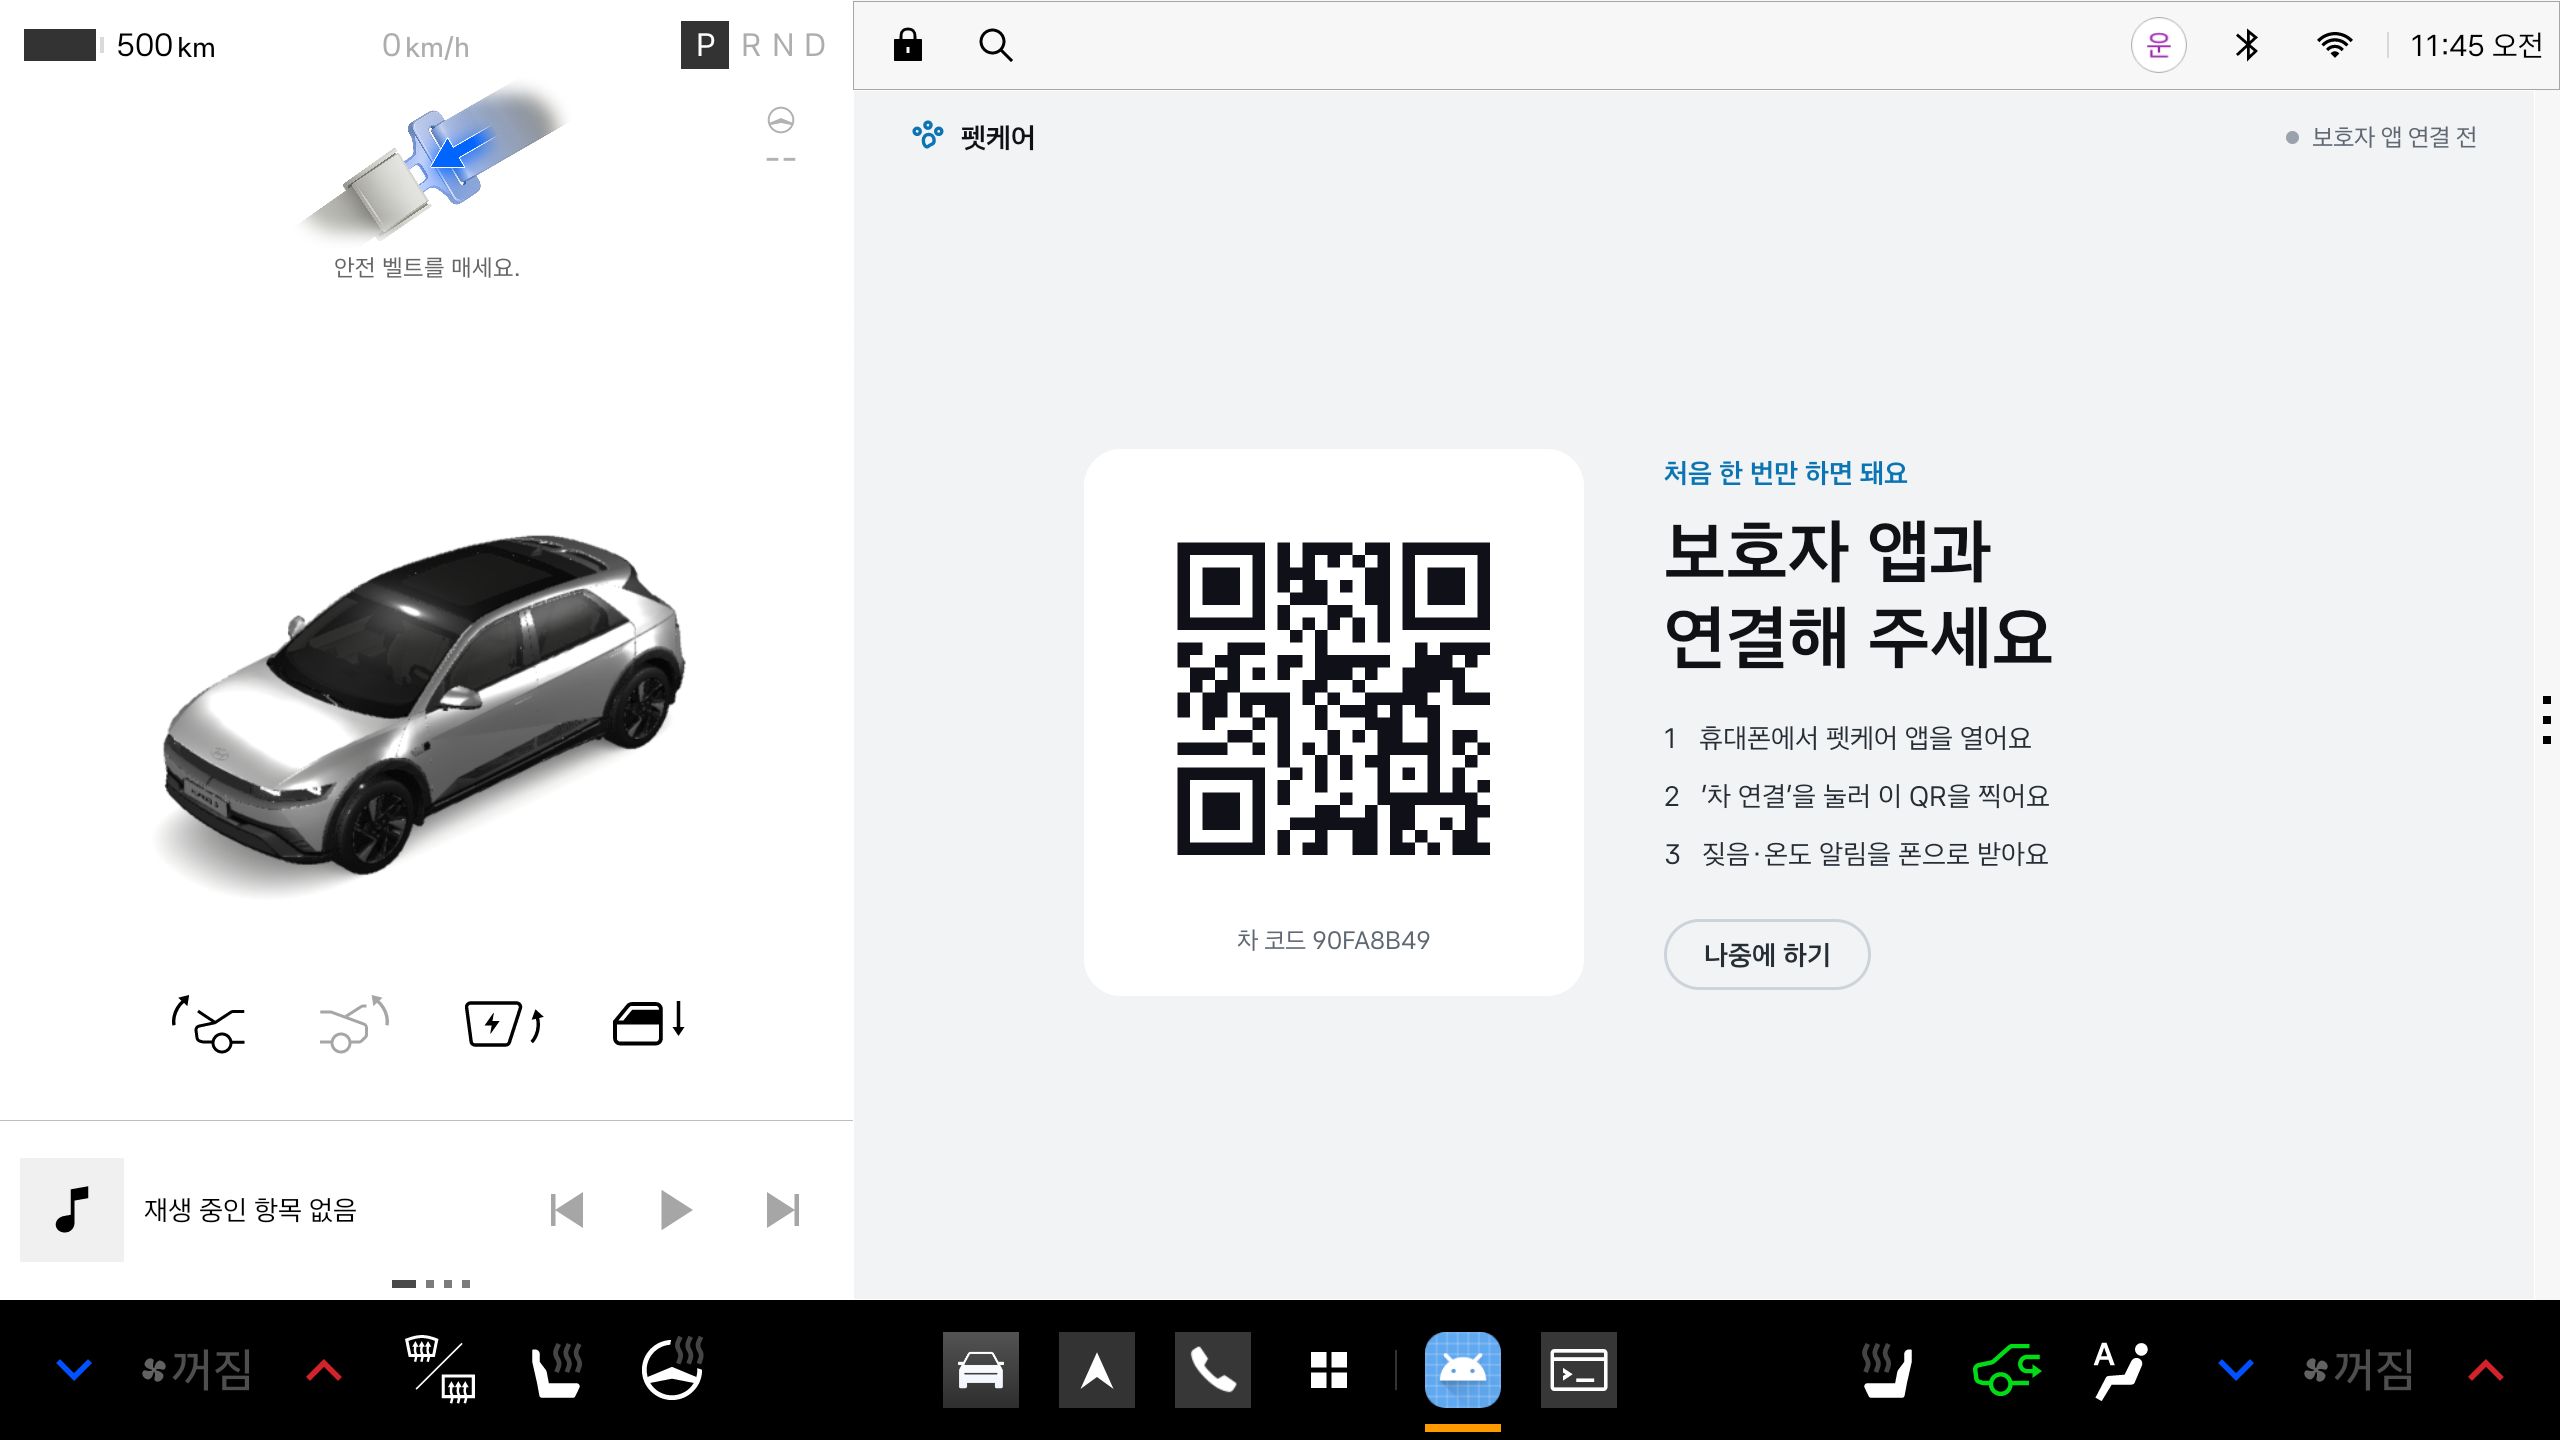 500 km
0 km/h
P R N D
11:45 오전
운
안전 벨트를 매세요.
펫케어
보호자 앱 연결 전
처음 한 번만 하면 돼요
보호자 앱과
연결해 주세요
1 휴대폰에서 펫케어 앱을 열어요
2 '차 연결'을 눌러 이 QR을 찍어요
3 짖음·온도 알림을 폰으로 받아요
차 코드 90FA8B49
나중에 하기
재생 중인 항목 없음
꺼짐
A
꺼짐